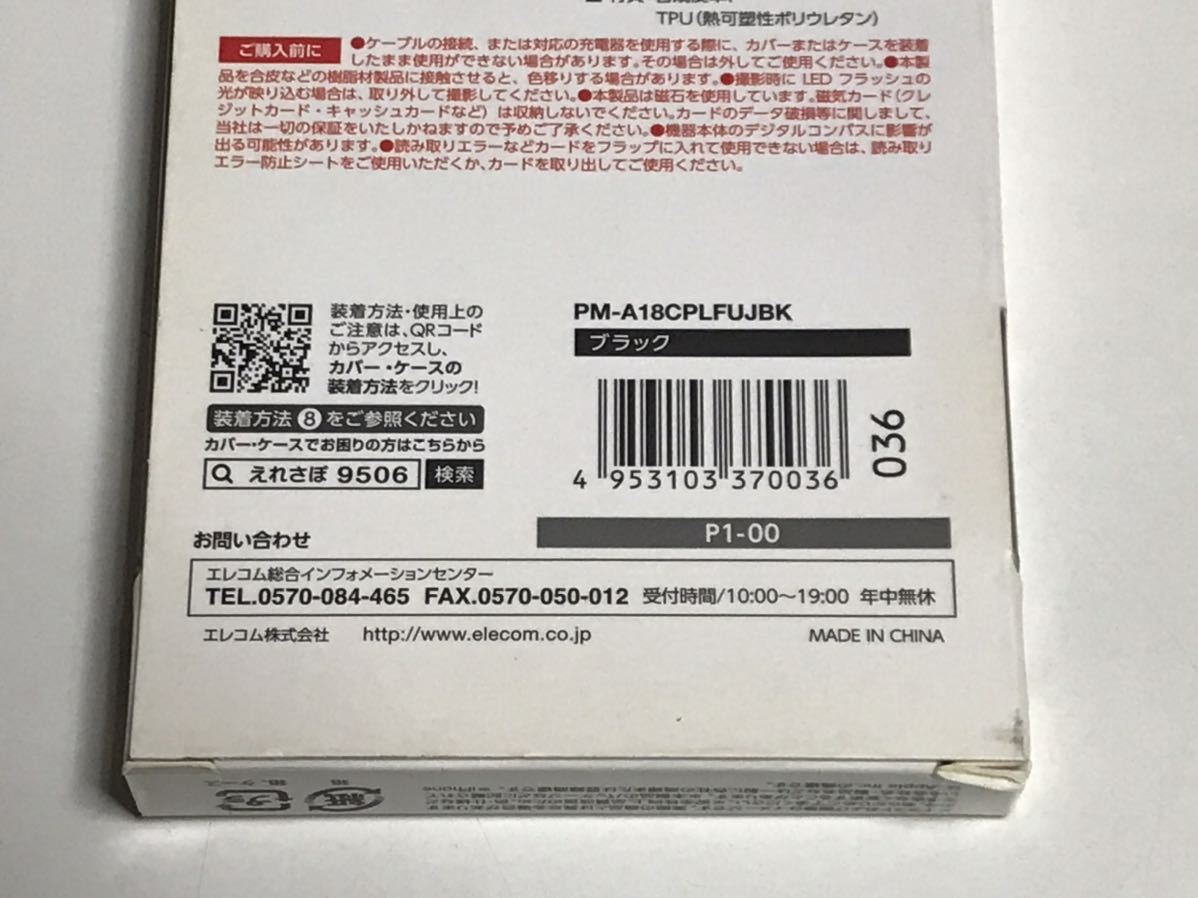 TPU(熱可塑性ポリウレタン)
ご購入前に
●ケーブルの接続、または対応の充電器を使用する際に、カバーまたはケースを装着
したまま使用ができない場合があります。その場合は外してご使用ください。●本製
品を合皮などの樹脂材製品に接触させると、色移りする場合があります。●撮影時に LED フラッシュの
光が映り込む場合は、取り外して撮影してください。●本製品は磁石を使用しています。磁気カード(クレ
ジットカード・キャッシュカードなど)は収納しないでください。カードのデータ破損等に関しまして、
当社は一切の保証をいたしかねますので予めご了承ください。●機器本体のデジタルコンパスに影響が
出る可能性があります。●読み取りエラーなどカードをフラップに入れて使用できない場合は、読み取り
エラー防止シートをご使用いただくか、カードを取り出してご使用ください。
装着方法・使用上の
ご注意は、QRコード
からアクセスし、
カバー・ケースの
装着方法をクリック!
装着方法 8 をご参照ください
カバー・ケースでお困りの方はこちらから
えれさぽ 9506 検索
PM-A18CPLFUJBK
ブラック
4 953103 370036
036
P1-00
お問い合わせ
エレコム総合インフォメーションセンター
TEL.0570-084-465 FAX.0570-050-012 受付時間/10:00～19:00 年中無休
エレコム株式会社 http://www.elecom.co.jp MADE IN CHINA
プラ
紙